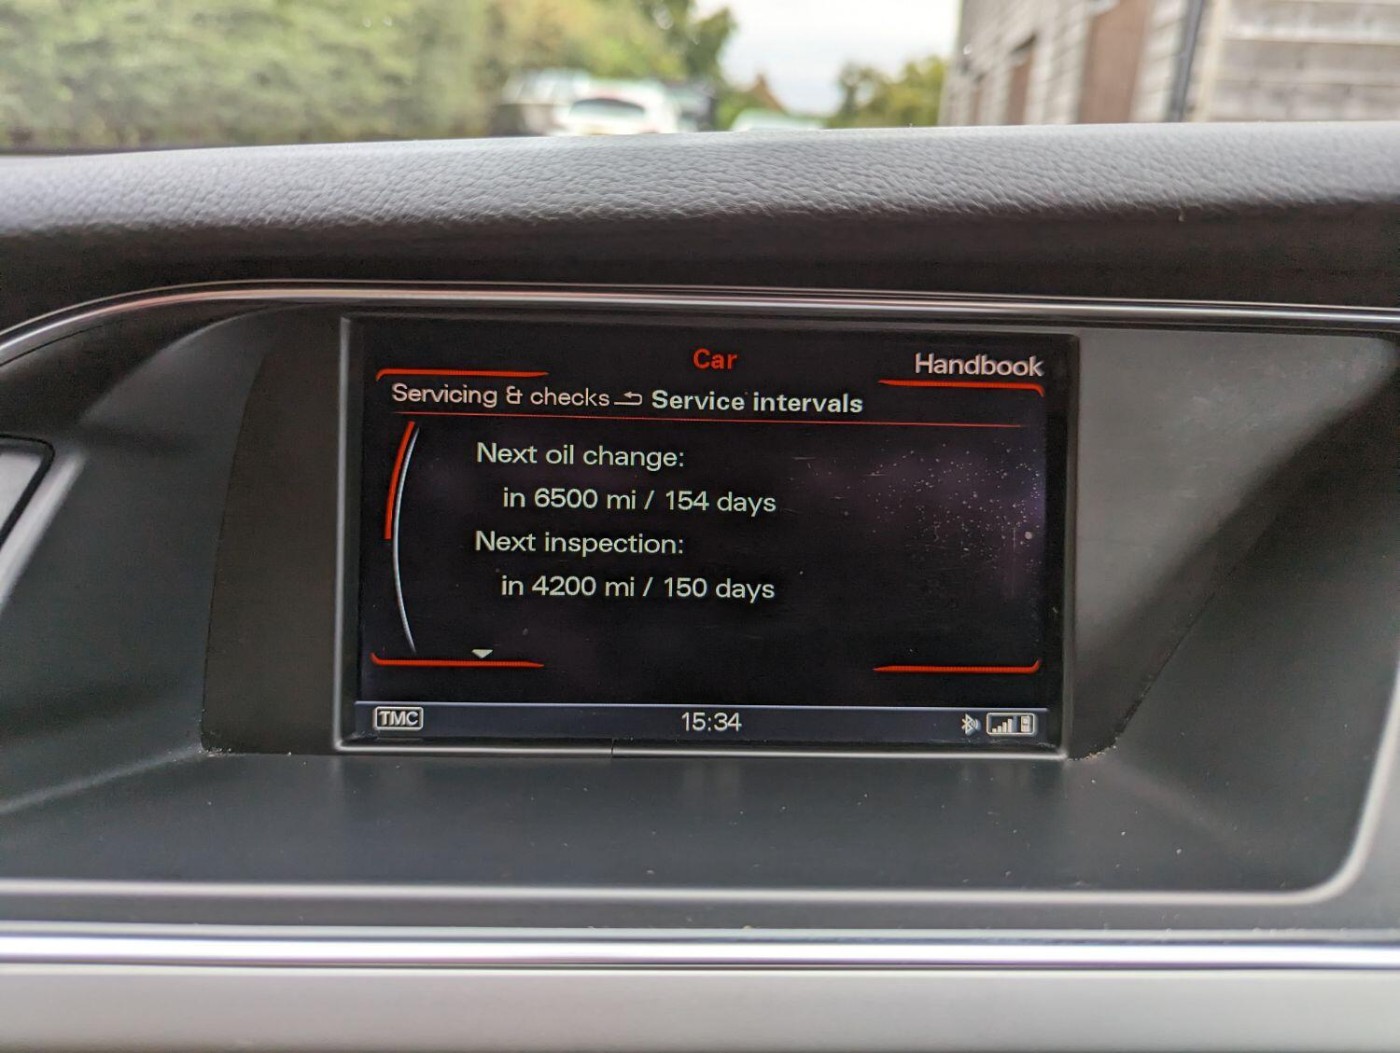 Car
Handbook
Servicing & checks Service intervals
Next oil change:
in 6500 mi / 154 days
Next inspection:
in 4200 mi / 150 days
TMC
15:34